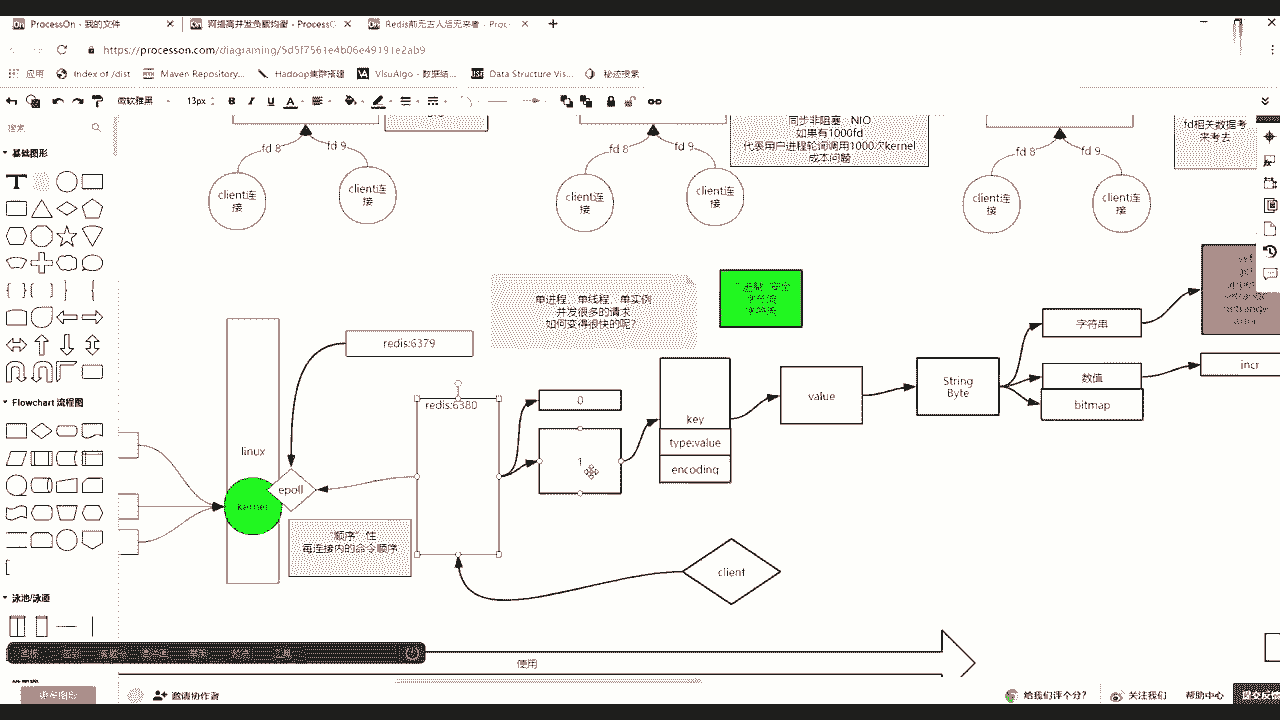 ProcessOn - 我的文件
网络高并发负载均衡 - ProcessO
Redis前无古人后无来者 - Proc
https://processon.com/diagraming/5d5f7561e4b06e49191e2ab9
应用
Index of /dist
Maven Repository...
Hadoop集群搭建
VisuAlgo - 数据结...
Data Structure Vis...
秘迹搜索
微软雅黑
13px
B
I
U
A
搜索
基础图形
Flowchart 流程图
泳池/泳道
fd 8
fd 9
client连接
client连接
同步非阻塞 NIO
如果有1000fd
代表用户进程轮询调用1000次kernel
成本问题
fd 8
fd 9
client连接
client连接
fd相关数据考
来考去
fd 8
fd 9
client连接
client连接
单进程、单线程、单实例
并发很多的请求
如何变得很快的呢?
二进制 安全
字节流
字符流
redis:6379
redis:6380
linux
kernel
epoll
顺序 性
每连接内的命令顺序
0
1
key
type:value
encoding
value
String
Byte
字符串
数值
bitmap
incr
client
使用
邀请协作者
给我们评个分?
关注我们
帮助中心
提交反馈